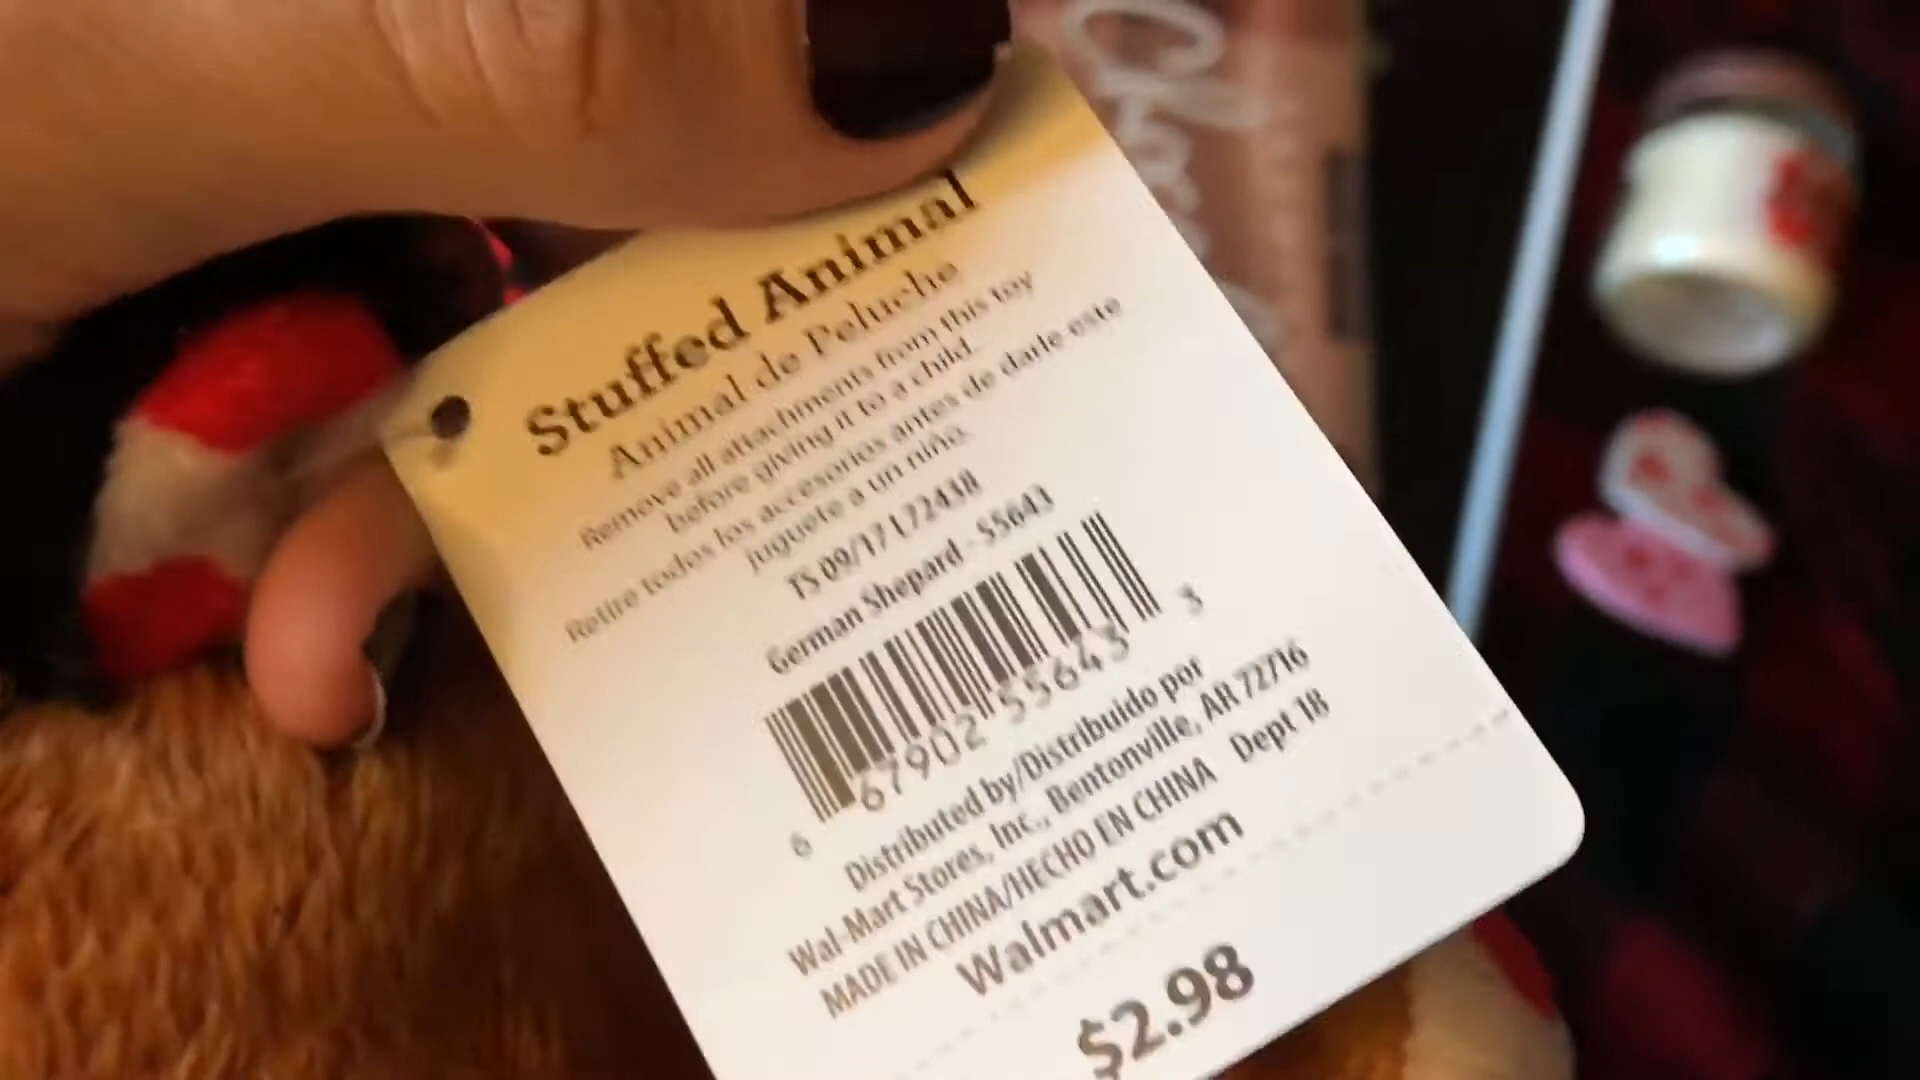 Stuffed Animal
Animal de Peluche
Remove all attachments from this toy
before giving it to a child.
Retire todos los accesorios antes de darle este
juguete a un niño.
TS 09/17 L72438
German Shepard - S5643
6 67902 55643 3
Distributed by/Distribuido por
Wal-Mart Stores, Inc., Bentonville, AR 72716
MADE IN CHINA/HECHO EN CHINA Dept 18
Walmart.com
$2.98